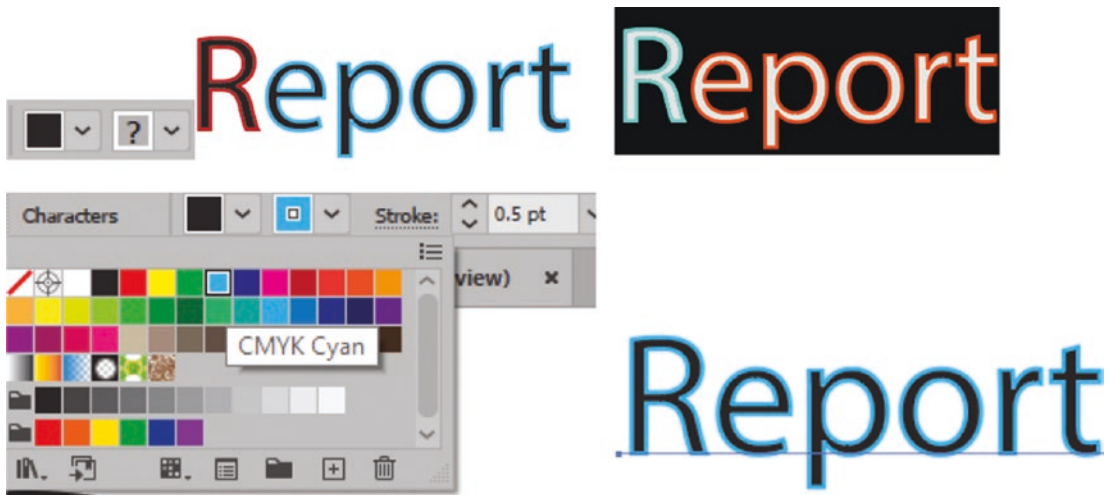 Report
Report
?
Characters
Stroke:
0.5 pt
view)
CMYK Cyan
Report